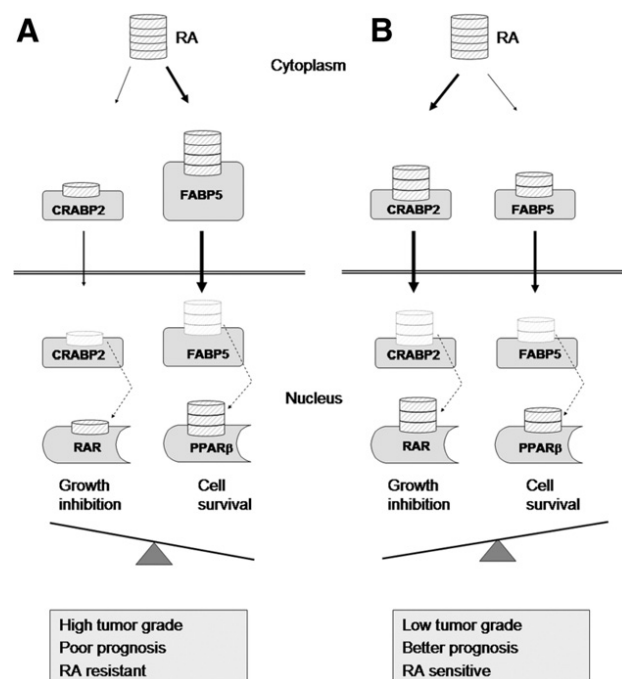 A
B
RA
RA
Cytoplasm
CRABP2
FABP5
CRABP2
FABP5
CRABP2
FABP5
CRABP2
FABP5
Nucleus
RAR
PPARβ
RAR
PPARβ
Growth
inhibition
Cell
survival
Growth
inhibition
Cell
survival
High tumor grade
Poor prognosis
RA resistant
Low tumor grade
Better prognosis
RA sensitive